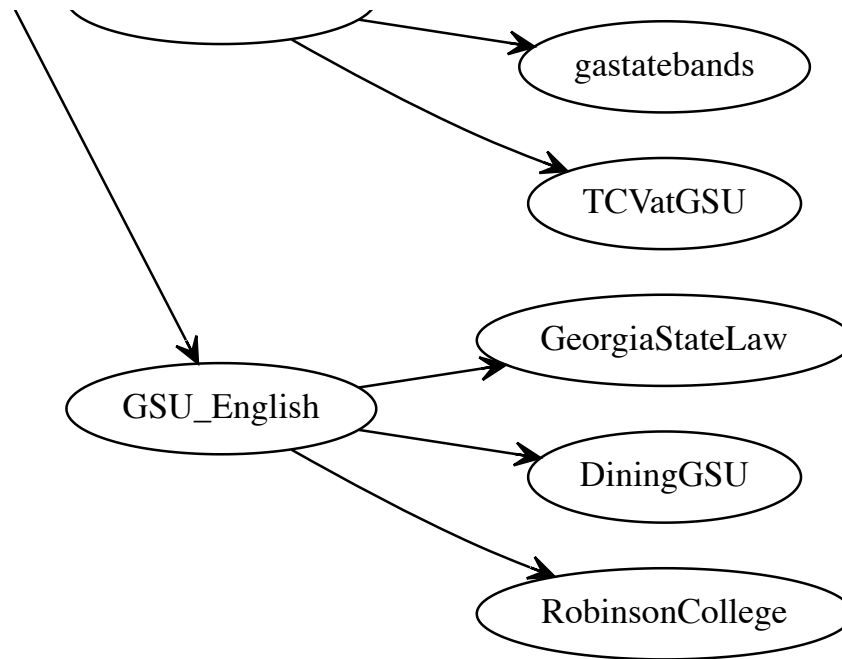 gastatebands
TCVatGSU
GeorgiaStateLaw
GSU_English
DiningGSU
RobinsonCollege